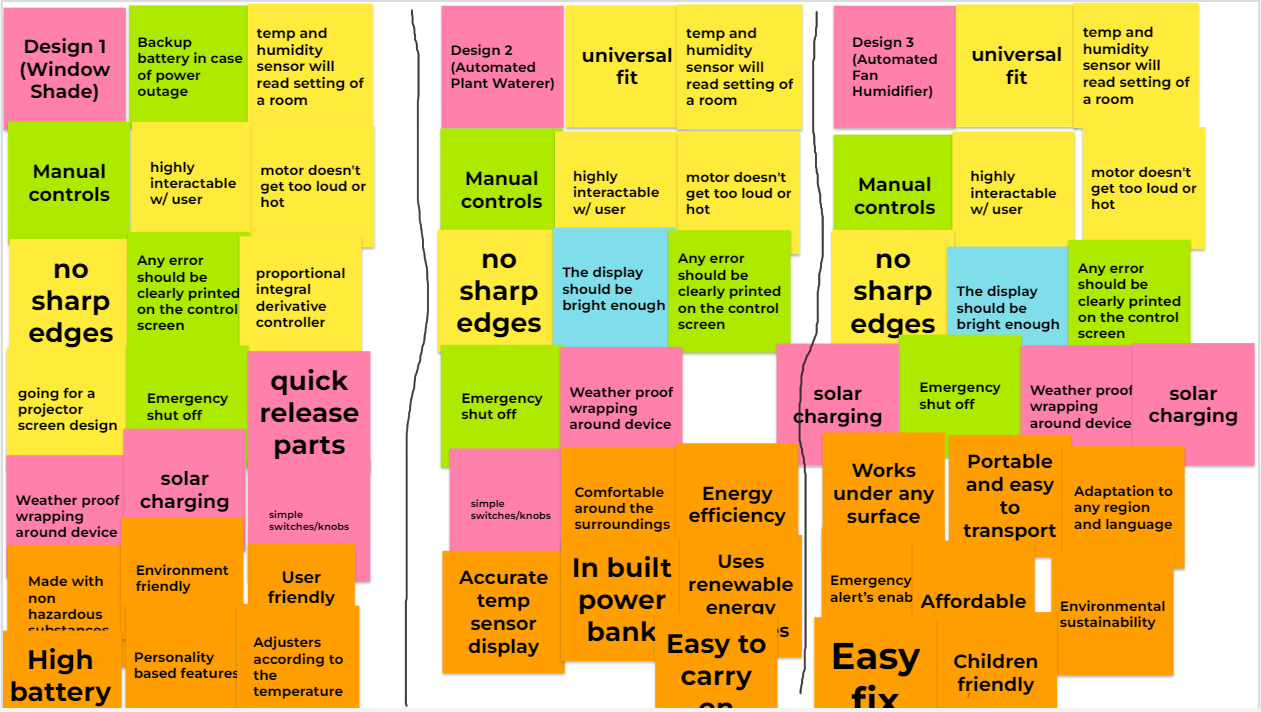 Design 1
(Window
Shade)
Backup
battery in case
of power
outage
temp and
humidity
sensor will
read setting of
a room
Manual
controls
highly
interactable
w/ user
motor doesn't
get too loud or
hot
no
sharp
edges
Any error
should be
clearly printed
on the control
screen
proportional
integral
derivative
controller
going for a
projector
screen design
Emergency
shut off
quick
release
parts
Weather proof
wrapping
around device
solar
charging
simple
switches/knobs
Made with
non
hazardous
substances
Environment
friendly
User
friendly
High
battery
Personality
based features
Adjusters
according to
the
temperature
Design 2
(Automated
Plant Waterer)
universal
fit
temp and
humidity
sensor will
read setting of
a room
Manual
controls
highly
interactable
w/ user
motor doesn't
get too loud or
hot
no
sharp
edges
The display
should be
bright enough
Any error
should be
clearly printed
on the control
screen
Emergency
shut off
Weather proof
wrapping
around device
simple
switches/knobs
Comfortable
around the
surroundings
Energy
efficiency
Accurate
temp
sensor
display
In built
power
bank
Uses
renewable
energy
Easy to
carry
on
Design 3
(Automated
Fan
Humidifier)
universal
fit
temp and
humidity
sensor will
read setting of
a room
Manual
controls
highly
interactable
w/ user
motor doesn't
get too loud or
hot
no
sharp
edges
The display
should be
bright enough
Any error
should be
clearly printed
on the control
screen
solar
charging
Emergency
shut off
Weather proof
wrapping
around device
solar
charging
Works
under any
surface
Portable
and easy
to
transport
Adaptation to
any region
and language
Emergency
alert's enab
Affordable
Environmental
sustainability
Easy
fix
Children
friendly